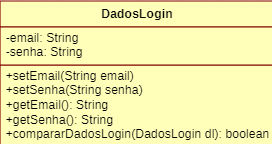 DadosLogin
-email: String
-senha: String
+setEmail(String email)
+setSenha(String senha)
+getEmail(): String
+getSenha(): String
+compararDadosLogin(DadosLogin dl): boolean